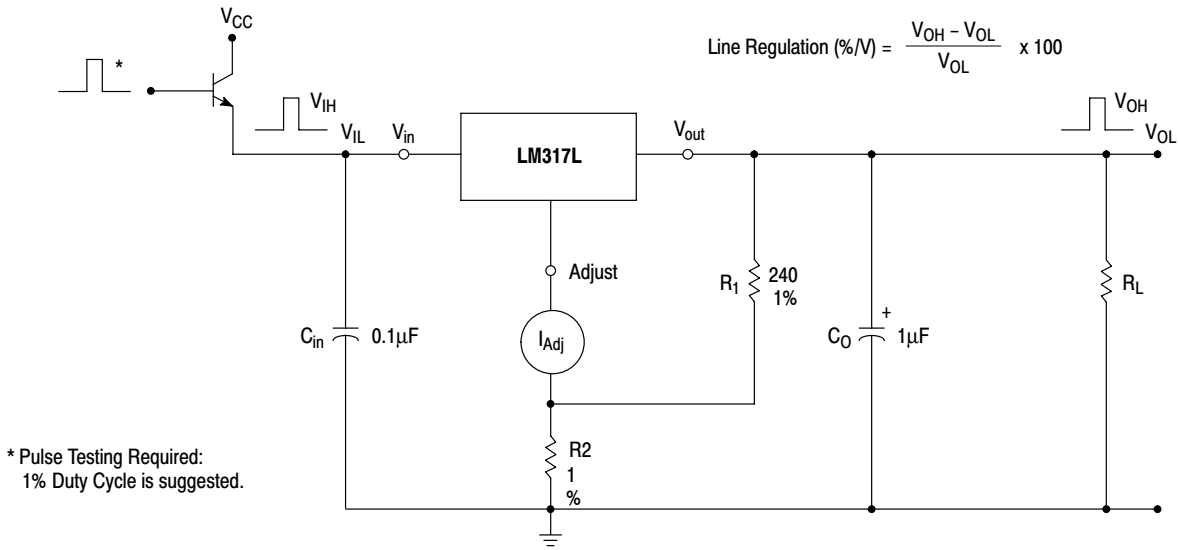 V_CC
Line Regulation (%/V) = V_OH – V_OL / V_OL x 100
*
V_IH
V_IL
V_in
LM317L
V_out
V_OH
V_OL
Adjust
R_1
240
1%
R_L
C_in
0.1µF
I_Adj
C_O
+
1µF
R2
1
%
* Pulse Testing Required:
1% Duty Cycle is suggested.